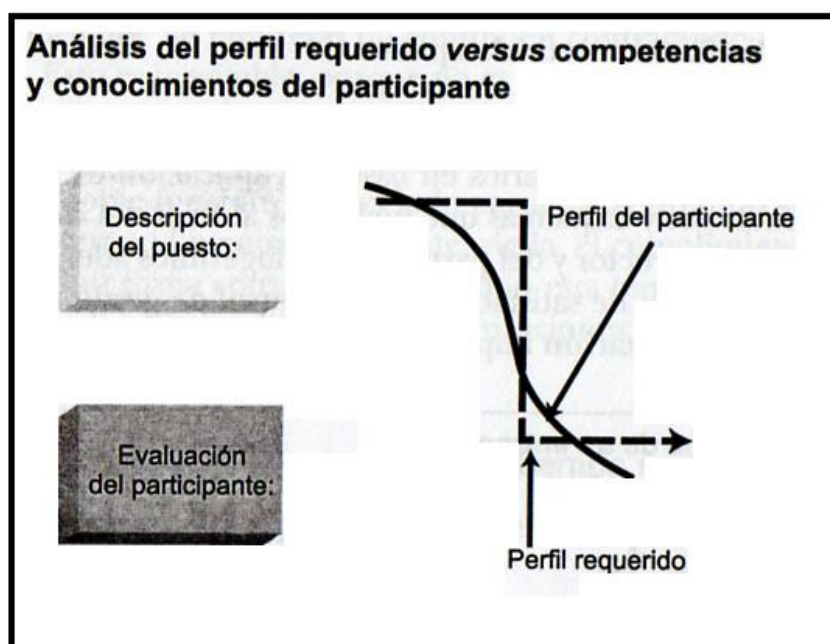 Análisis del perfil requerido versus competencias
y conocimientos del participante
Descripción
del puesto:
Perfil del participante
Evaluación
del participante:
Perfil requerido